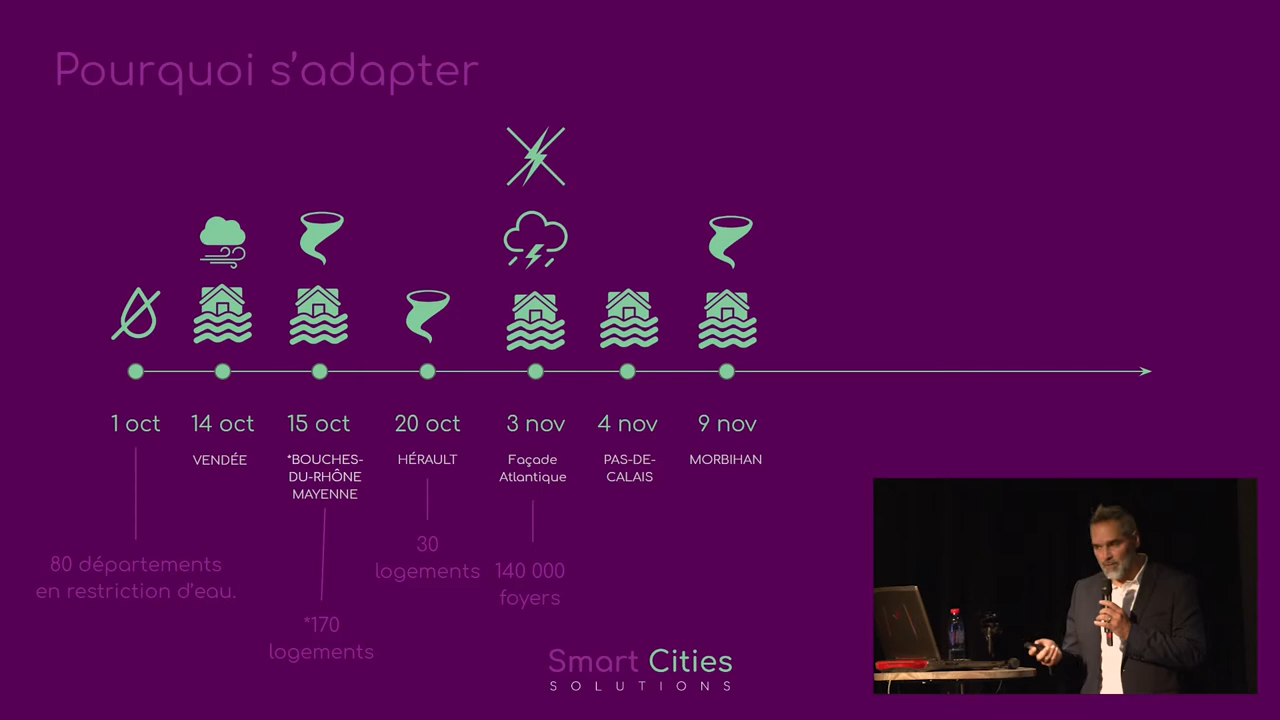 Pourquoi s'adapter
1 oct
14 oct
15 oct
20 oct
3 nov
4 nov
9 nov
VENDÉE
*BOUCHES-
DU-RHÔNE
MAYENNE
HÉRAULT
Façade
Atlantique
PAS-DE-
CALAIS
MORBIHAN
80 départements
en restriction d'eau.
*170
logements
30
logements
140 000
foyers
Smart Cities
SOLUTIONS